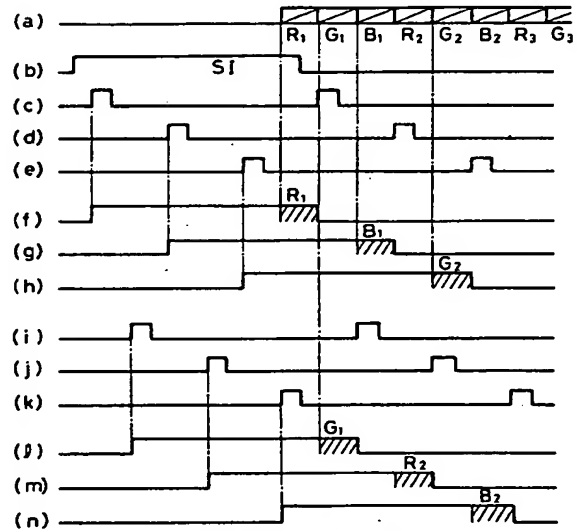 (a)
R₁ G₁ B₁ R₂ G₂ B₂ R₃ G₃
(b) SI
(c)
(d)
(e)
(f) R₁
(g) B₁
(h) G₂
(i)
(j)
(k)
(l) G₁
(m) R₂
(n) B₂